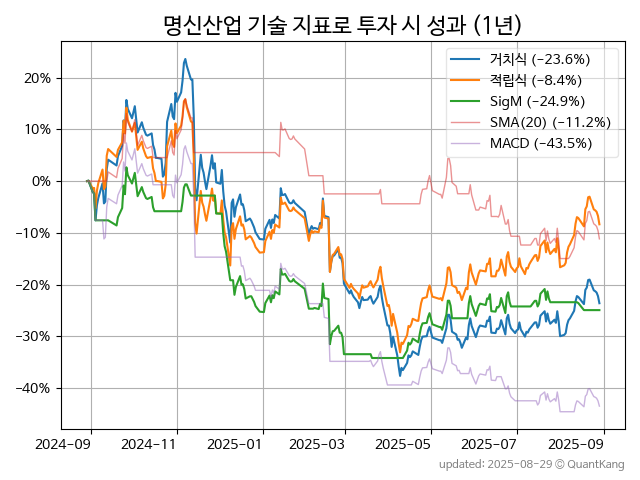 명신산업 기술 지표로 투자 시 성과 (1년)
거치식 (−23.6%)
적립식 (−8.4%)
SigM (−24.9%)
SMA(20) (−11.2%)
MACD (−43.5%)
20%
10%
0%
−10%
−20%
−30%
−40%
2024-09 2024-11 2025-01 2025-03 2025-05 2025-07 2025-09
updated: 2025-08-29 © QuantKang